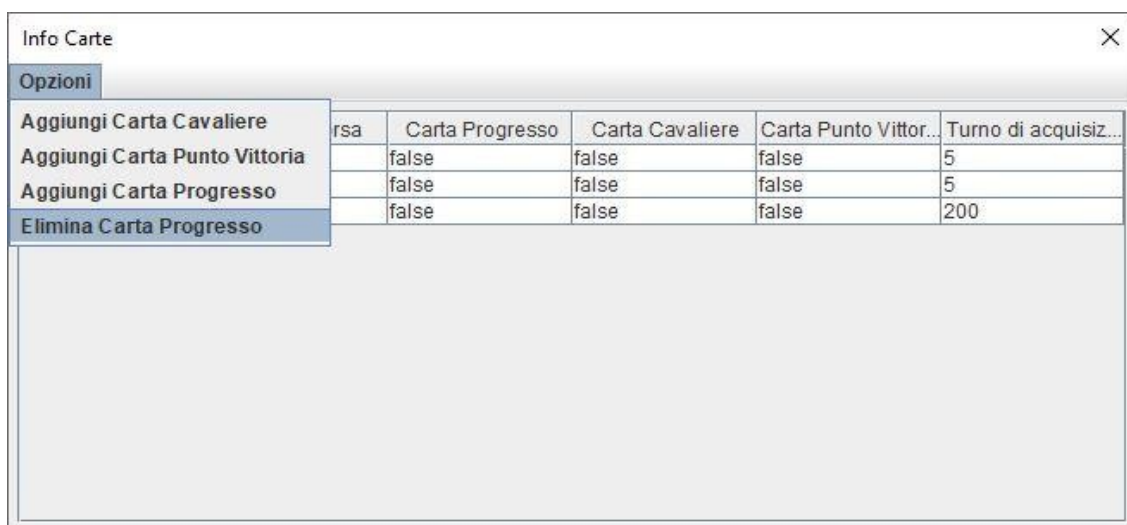 Info Carte
Opzioni
Aggiungi Carta Cavaliere
Aggiungi Carta Punto Vittoria
Aggiungi Carta Progresso
Elimina Carta Progresso
rsa Carta Progresso Carta Cavaliere Carta Punto Vittor... Turno di acquisiz...
false false false 5
false false false 5
false false false 200